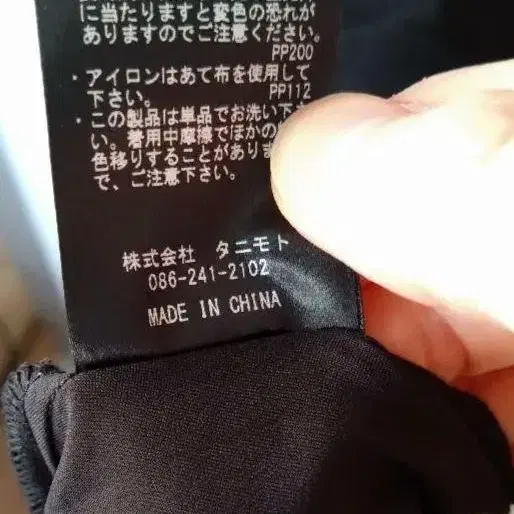 に当たりますと変色の恐れが
ありますのでご注意ください。
PP200
・アイロンはあて布を使用して
下さい。
PP112
・この製品は単品でお洗い下さ
い。着用中摩擦でほかの
色移りすることがありま
で、ご注意下さい。
株式会社 タニモト
086-241-2102
MADE IN CHINA